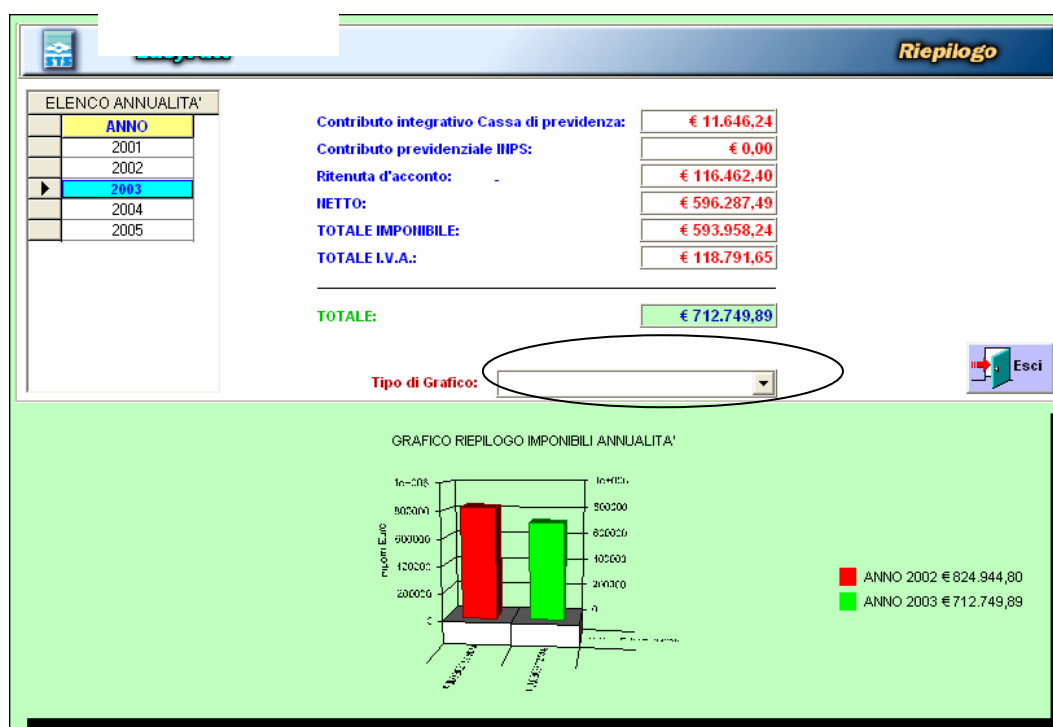 STS
Riepilogo
ELENCO ANNUALITA'
ANNO
2001
2002
2003
2004
2005
Contributo integrativo Cassa di previdenza: € 11.646,24
Contributo previdenziale INPS: € 0,00
Ritenuta d'acconto: € 116.462,40
NETTO: € 596.287,49
TOTALE IMPONIBILE: € 593.958,24
TOTALE I.V.A.: € 118.791,65
TOTALE: € 712.749,89
Tipo di Grafico:
Esci
GRAFICO RIEPILOGO IMPONIBILI ANNUALITA'
800000
600000
200000
0
Euro
ANNO 2002 € 824.944,80
ANNO 2003 € 712.749,89